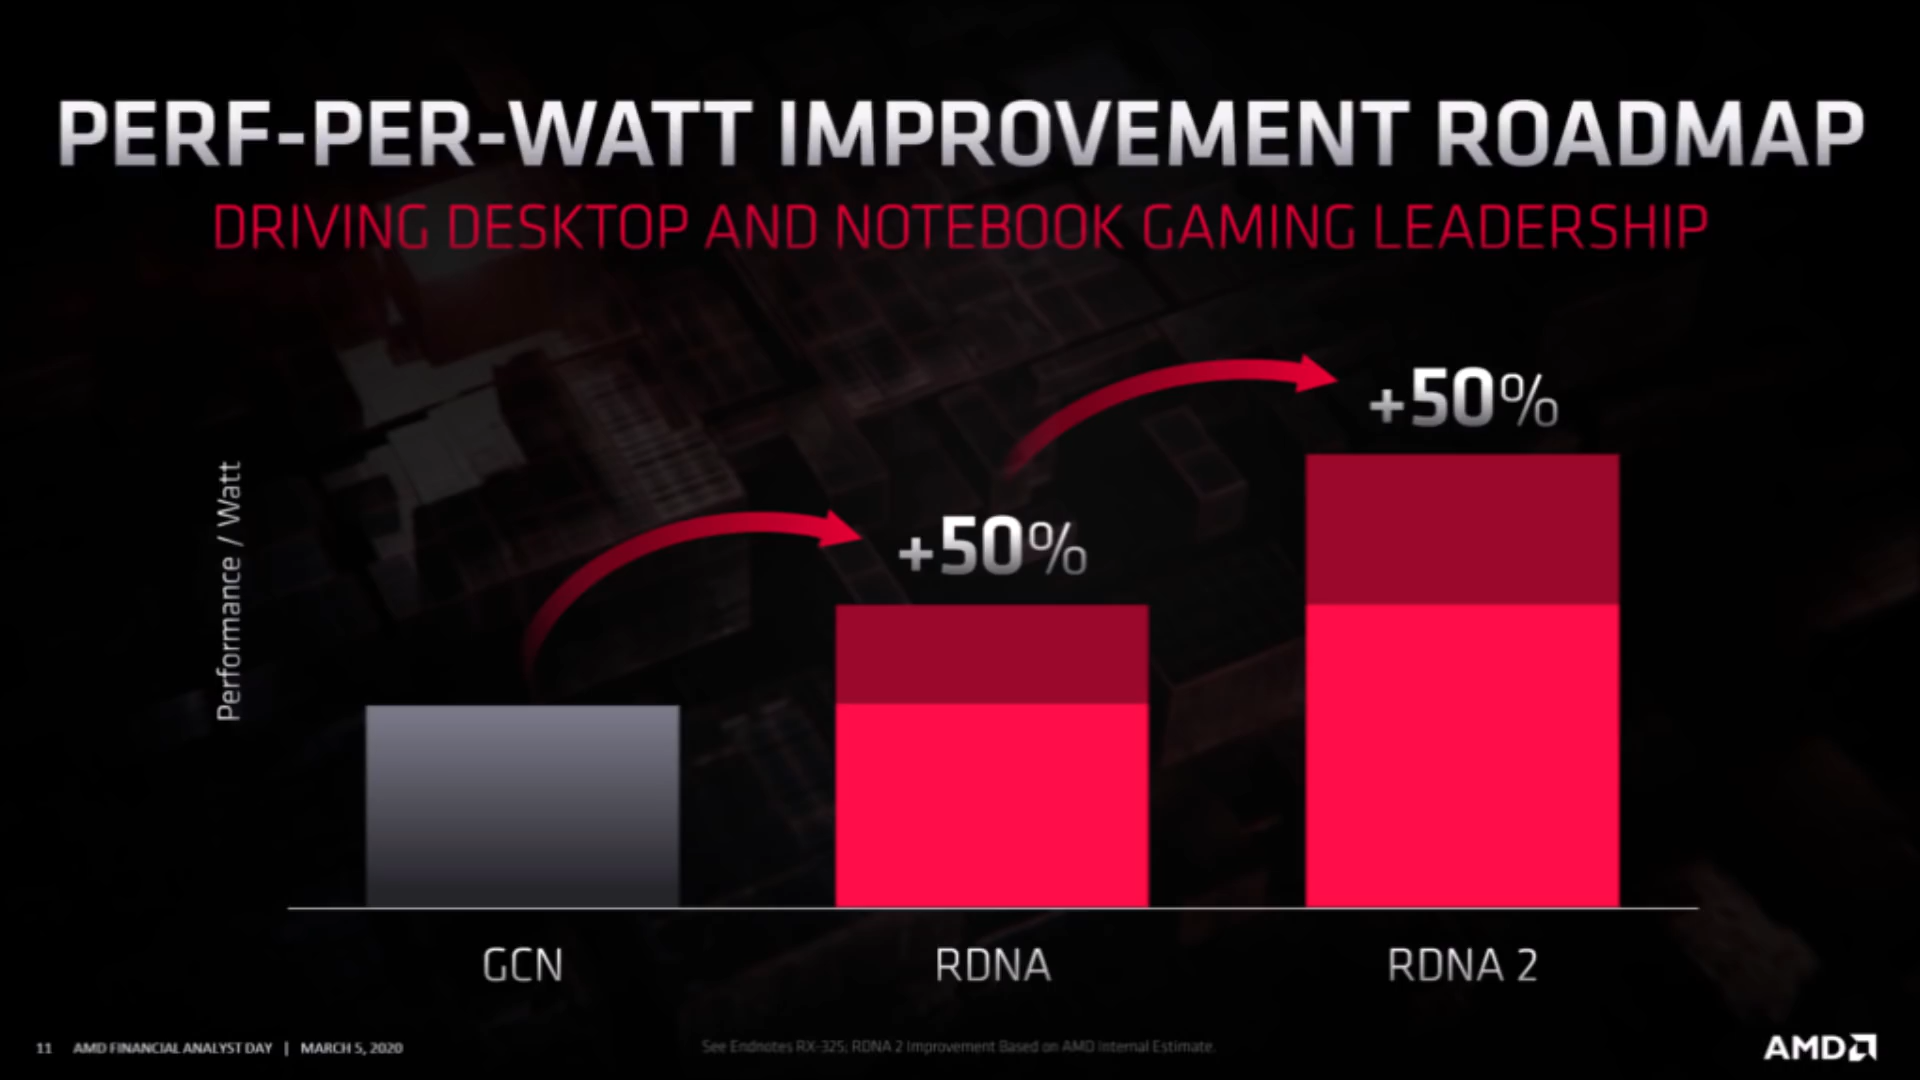 PERF-PER-WATT IMPROVEMENT ROADMAP
DRIVING DESKTOP AND NOTEBOOK GAMING LEADERSHIP
Performance / Watt
+50%
+50%
GCN
RDNA
RDNA 2
11 AMD FINANCIAL ANALYST DAY | MARCH 5, 2020
See Endnotes RX-325; RDNA 2 Improvement Based on AMD Internal Estimate.
AMD